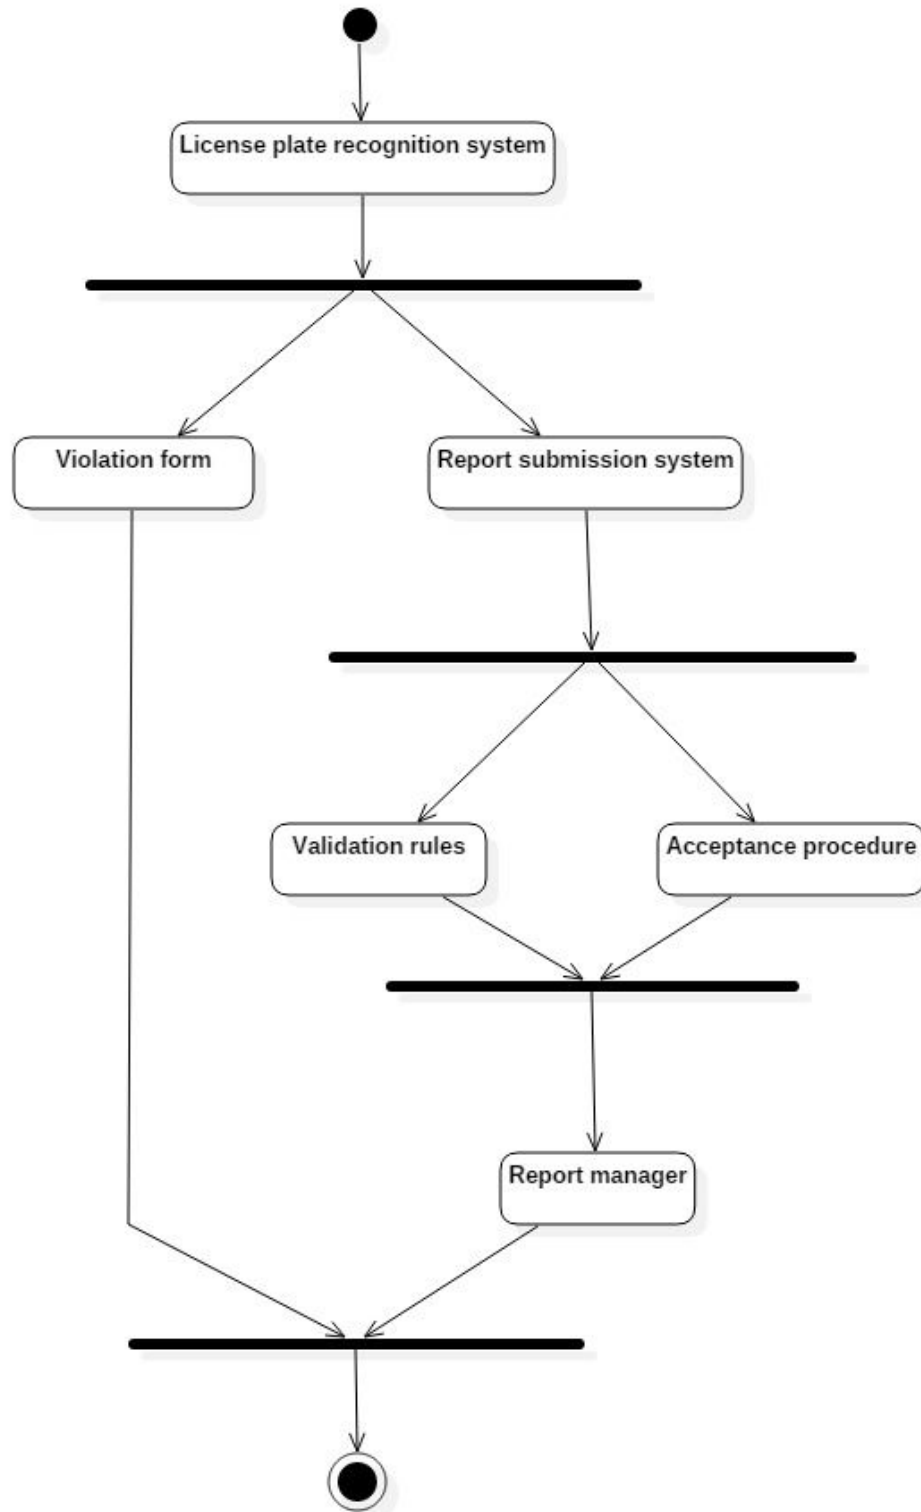 License plate recognition system
Violation form
Report submission system
Validation rules
Acceptance procedure
Report manager